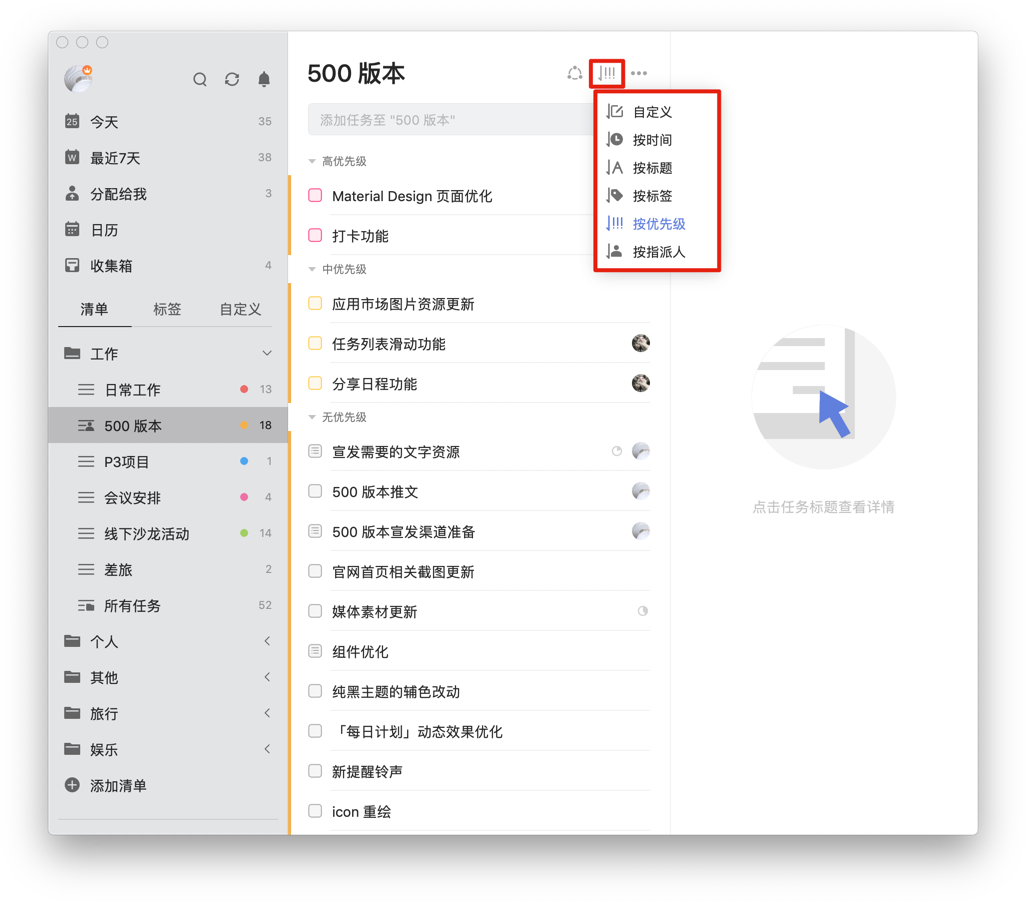 25 今天 35
W 最近7天 38
分配给我 3
日历
收集箱 4
清单 标签 自定义
工作
日常工作 13
500 版本 18
P3项目 1
会议安排 4
线下沙龙活动 14
差旅 2
所有任务 52
个人
其他
旅行
娱乐
添加清单
500 版本
添加任务至 "500 版本"
高优先级
Material Design 页面优化
打卡功能
中优先级
应用市场图片资源更新
任务列表滑动功能
分享日程功能
无优先级
宣发需要的文字资源
500 版本推文
500 版本宣发渠道准备
官网首页相关截图更新
媒体素材更新
组件优化
纯黑主题的辅色改动
「每日计划」动态效果优化
新提醒铃声
icon 重绘
自定义
按时间
按标题
按标签
按优先级
按指派人
点击任务标题查看详情